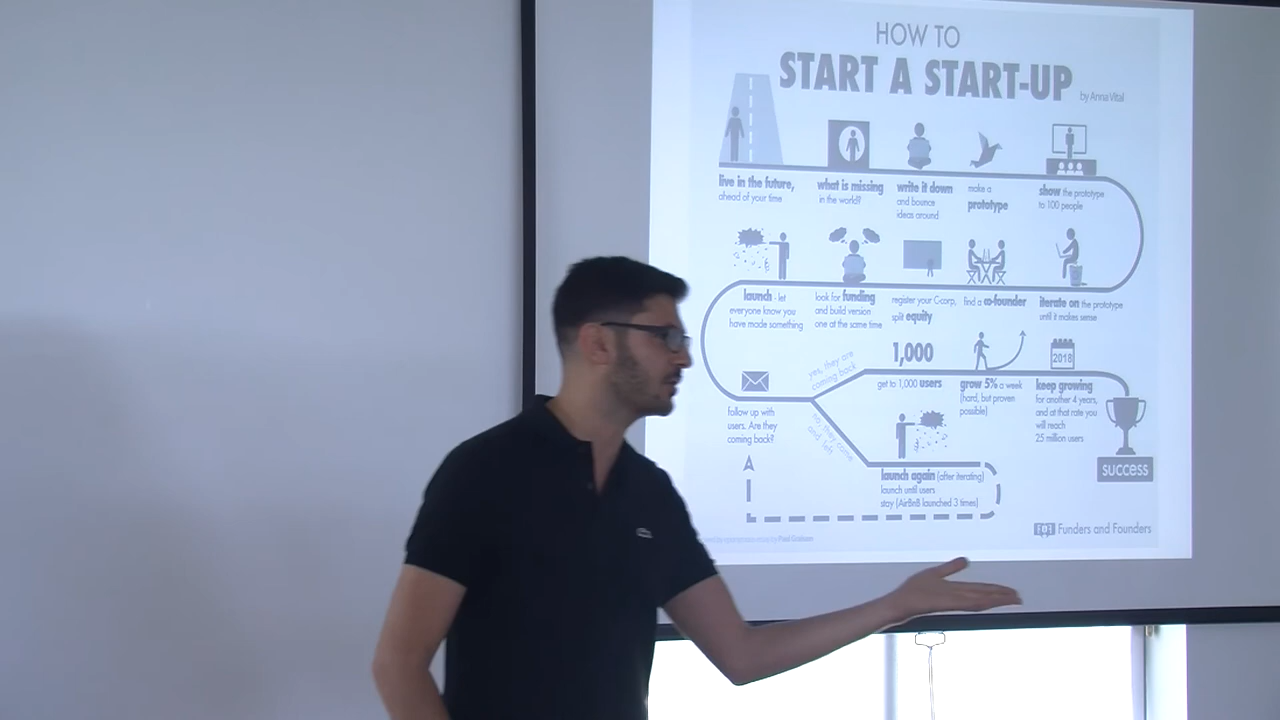 HOW TO
START A START-UP
by Anna Vital
live in the future,
ahead of your time
what is missing
in the world?
write it down
and bounce
ideas around
make a
prototype
show the prototype
to 100 people
launch - let
everyone know you
have made something
look for funding
and build version
one at the same time
register your C-corp,
split equity
find a co-founder
iterate on the prototype
until it makes sense
yes, they are
coming back
1,000
get to 1,000 users
grow 5% a week
(hard, but proven
possible)
2018
keep growing
for another 4 years,
and at that rate you
will reach
25 million users
follow up with
users. Are they
coming back?
no, they came
and left
success
launch again (after iterating)
launch until users
stay (AirBnB launched 3 times)
Funders and Founders
Paul Graham